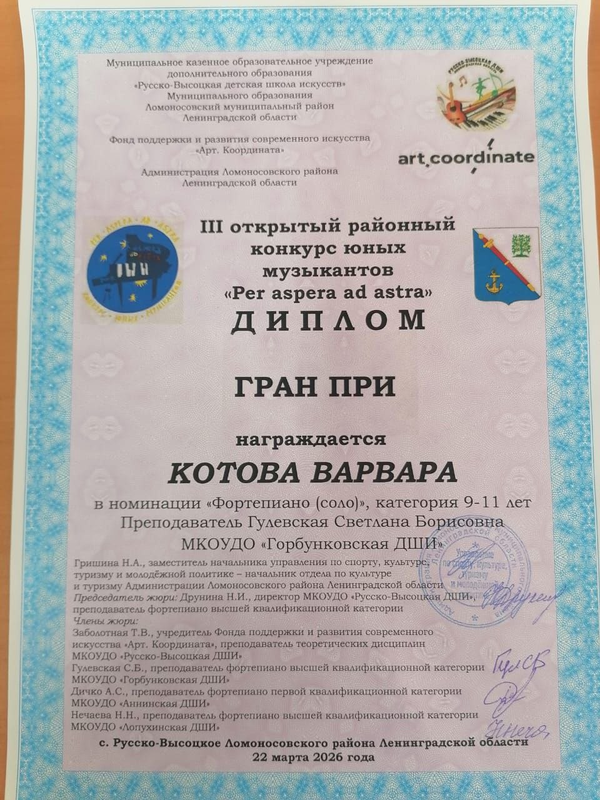 Муниципальное казенное образовательное учреждение
дополнительного образования
«Русско-Высоцкая детская школа искусств»
Муниципального образования
Ломоносовский муниципальный район
Ленинградской области
Фонд поддержки и развития современного искусства
«Арт. Координата»
Администрация Ломоносовского района
Ленинградской области
art.coordinate
III открытый районный
конкурс юных
музыкантов
«Per aspera ad astra»
ДИПЛОМ
ГРАН ПРИ
награждается
КОТОВА ВАРВАРА
в номинации «Фортепиано (соло)», категория 9-11 лет
Преподаватель Гулевская Светлана Борисовна
МКОУДО «Горбунковская ДШИ»
Гришина Н.А., заместитель начальника управления по спорту, культуре,
туризму и молодёжной политике – начальник отдела по культуре
и туризму Администрации Ломоносовского района Ленинградской области
Председатель жюри: Друнина Н.И., директор МКОУДО «Русско-Высоцкая ДШИ»,
преподаватель фортепиано высшей квалификационной категории
Члены жюри:
Заболотная Т.В., учредитель Фонда поддержки и развития современного
искусства «Арт. Координата», преподаватель теоретических дисциплин
МКОУДО «Русско-Высоцкая ДШИ»
Гулевская С.Б., преподаватель фортепиано высшей квалификационной категории
МКОУДО «Горбунковская ДШИ»
Дичко А.С., преподаватель фортепиано первой квалификационной категории
МКОУДО «Аннинская ДШИ»
Нечаева Н.Н., преподаватель фортепиано высшей квалификационной категории
МКОУДО «Лопухинская ДШИ»
с. Русско-Высоцкое Ломоносовского района Ленинградской области
22 марта 2026 года